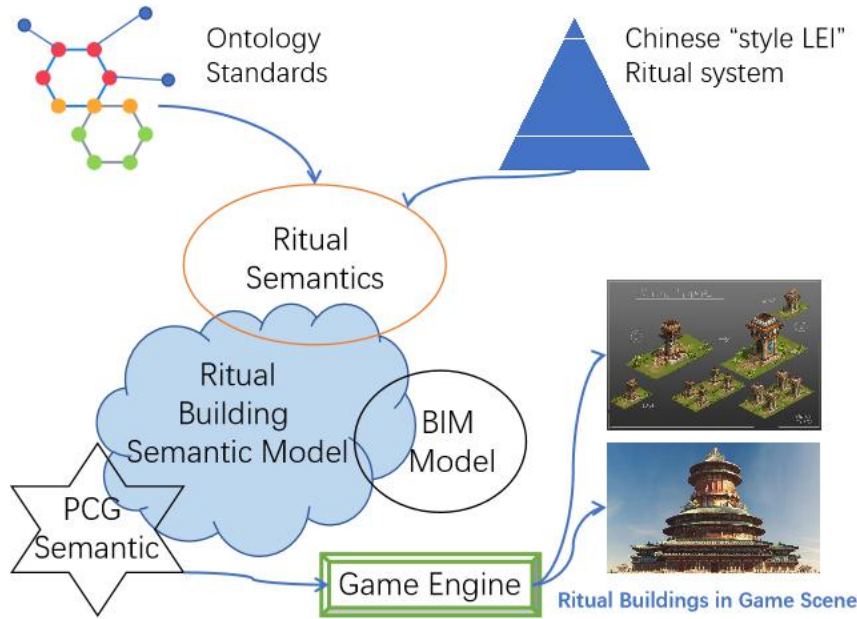 Ontology
Standards
Chinese “style LEI”
Ritual system
Ritual
Semantics
Ritual
Building
Semantic Model
BIM
Model
PCG
Semantic
Game Engine
Ritual Buildings in Game Scene